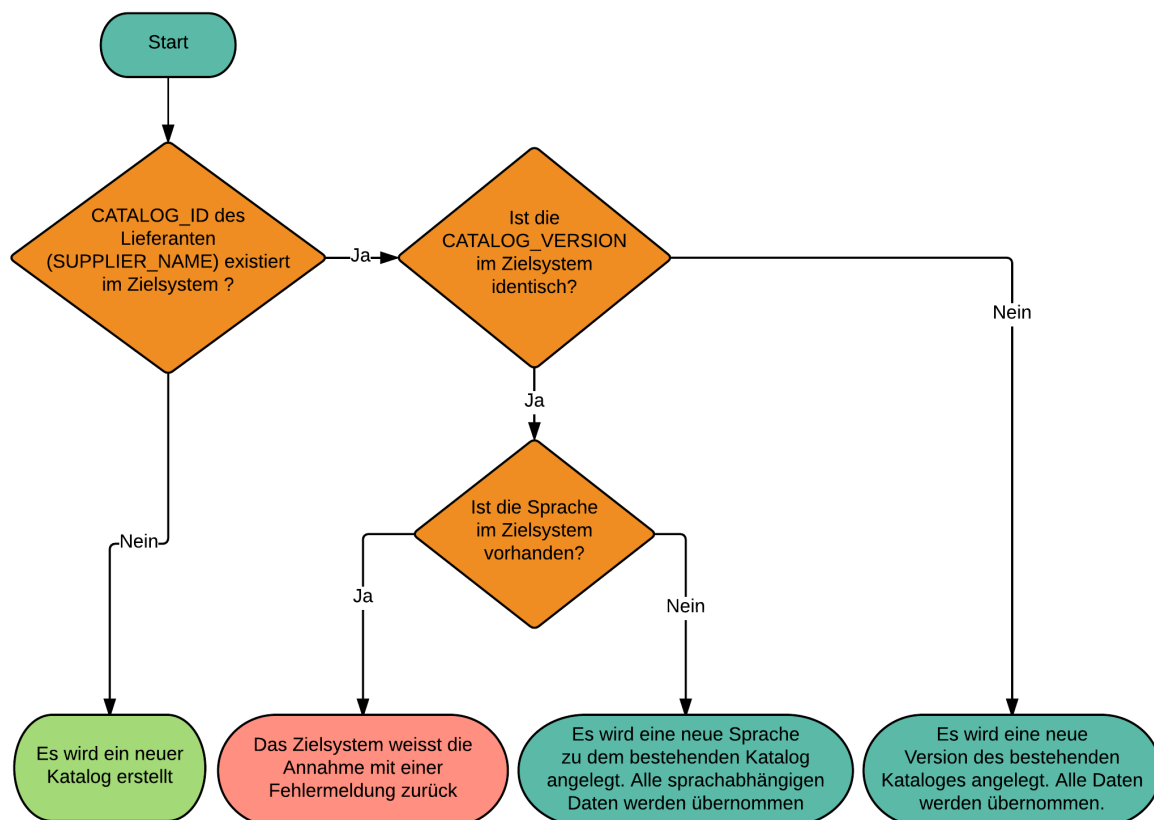 Start
CATALOG_ID des
Lieferanten
(SUPPLIER_NAME) existiert
im Zielsystem ?
Ja
Ist die
CATALOG_VERSION
im Zielsystem
identisch?
Nein
Ja
Ist die Sprache
im Zielsystem
vorhanden?
Nein
Ja
Nein
Es wird ein neuer
Katalog erstellt
Das Zielsystem weisst die
Annahme mit einer
Fehlermeldung zurück
Es wird eine neue Sprache
zu dem bestehenden Katalog
angelegt. Alle sprachabhängigen
Daten werden übernommen
Es wird eine neue
Version des bestehenden
Kataloges angelegt. Alle Daten
werden übernommen.